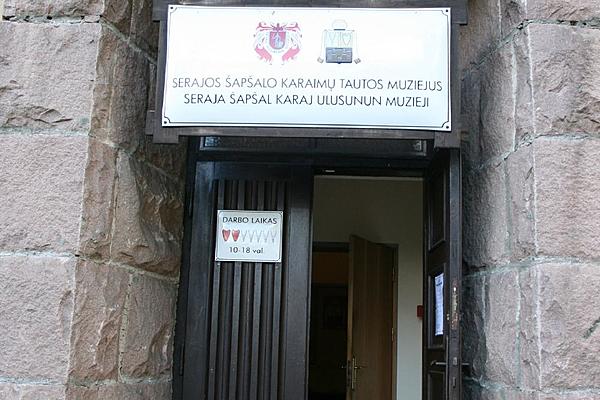 SERAJOS ŠAPŠALO KARAIMŲ TAUTOS MUZIEJUS
SERAJA ŠAPŠAL KARAJ ULUSUNUN MUZIEJI
DARBO LAIKAS
10-18 val.